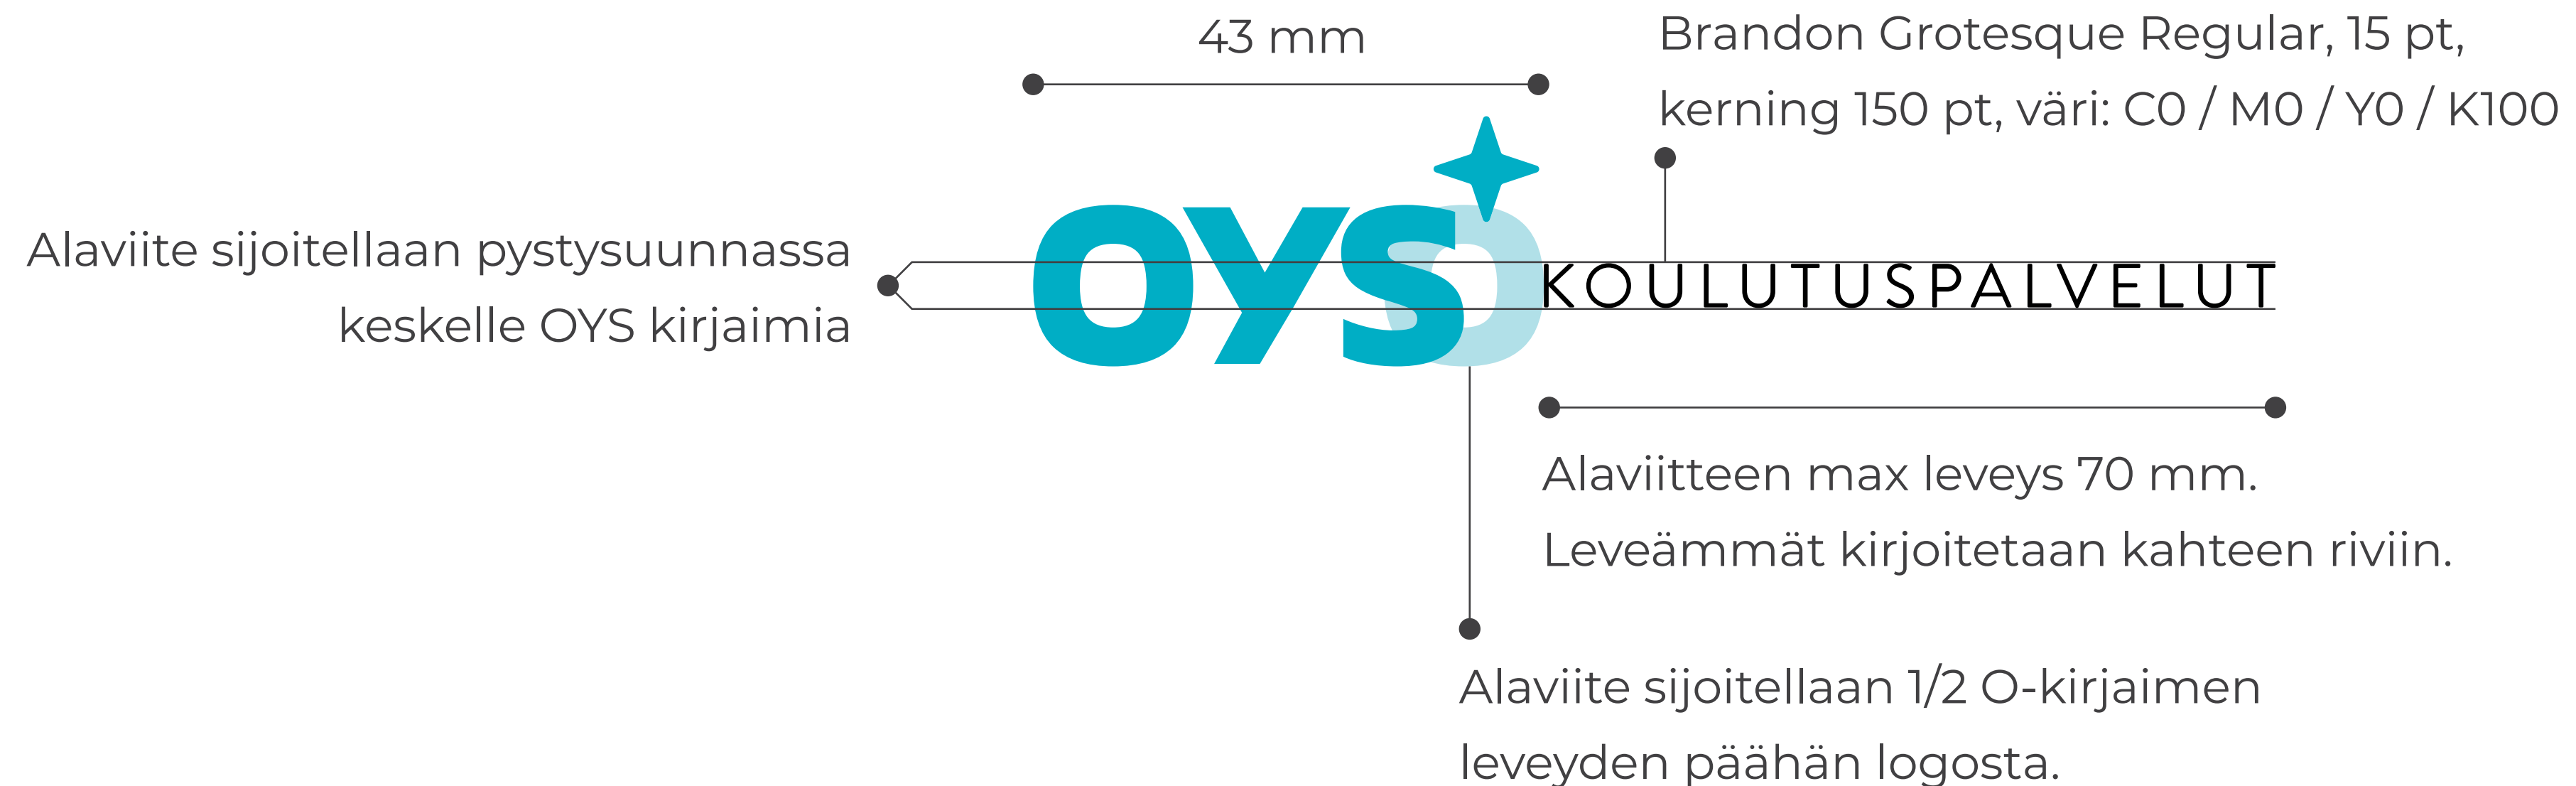 43 mm
Brandon Grotesque Regular, 15 pt,
kerning 150 pt, väri: C0 / M0 / Y0 / K100
Alaviite sijoitellaan pystysuunnassa
keskelle OYS kirjaimia
OYS
KOULUTUSPALVELUT
Alaviitteen max leveys 70 mm.
Leveämmät kirjoitetaan kahteen riviin.
Alaviite sijoitellaan 1/2 O-kirjaimen
leveyden päähän logosta.